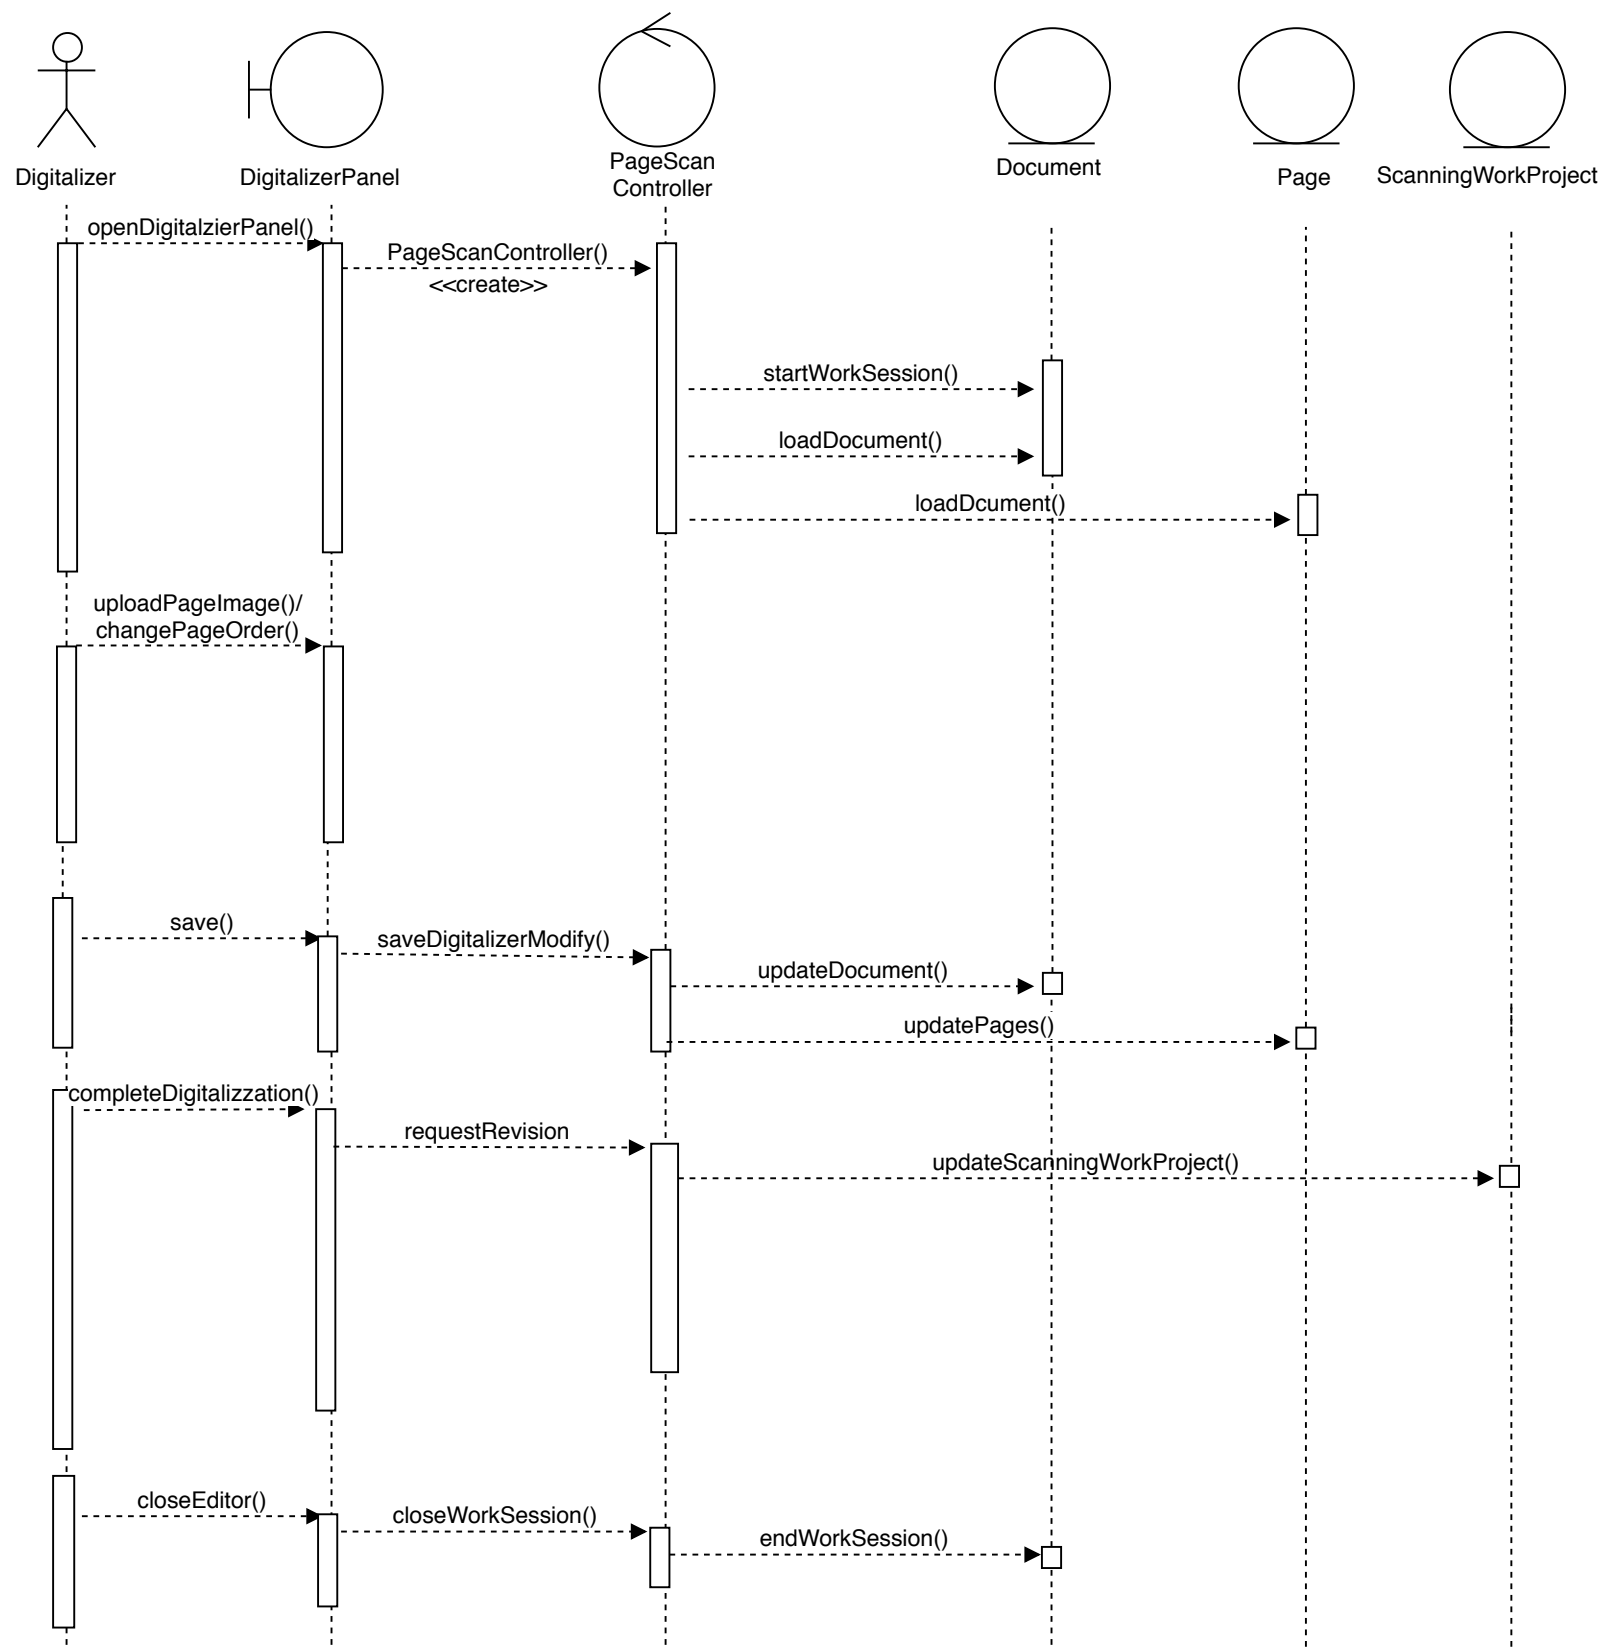 Digitalizer
DigitalizerPanel
PageScan
Controller
Document
Page
ScanningWorkProject
openDigitalzierPanel()
PageScanController()
<<create>>
startWorkSession()
loadDocument()
loadDcument()
uploadPageImage()/
changePageOrder()
save()
saveDigitalizerModify()
updateDocument()
updatePages()
completeDigitalizzation()
requestRevision
updateScanningWorkProject()
closeEditor()
closeWorkSession()
endWorkSession()